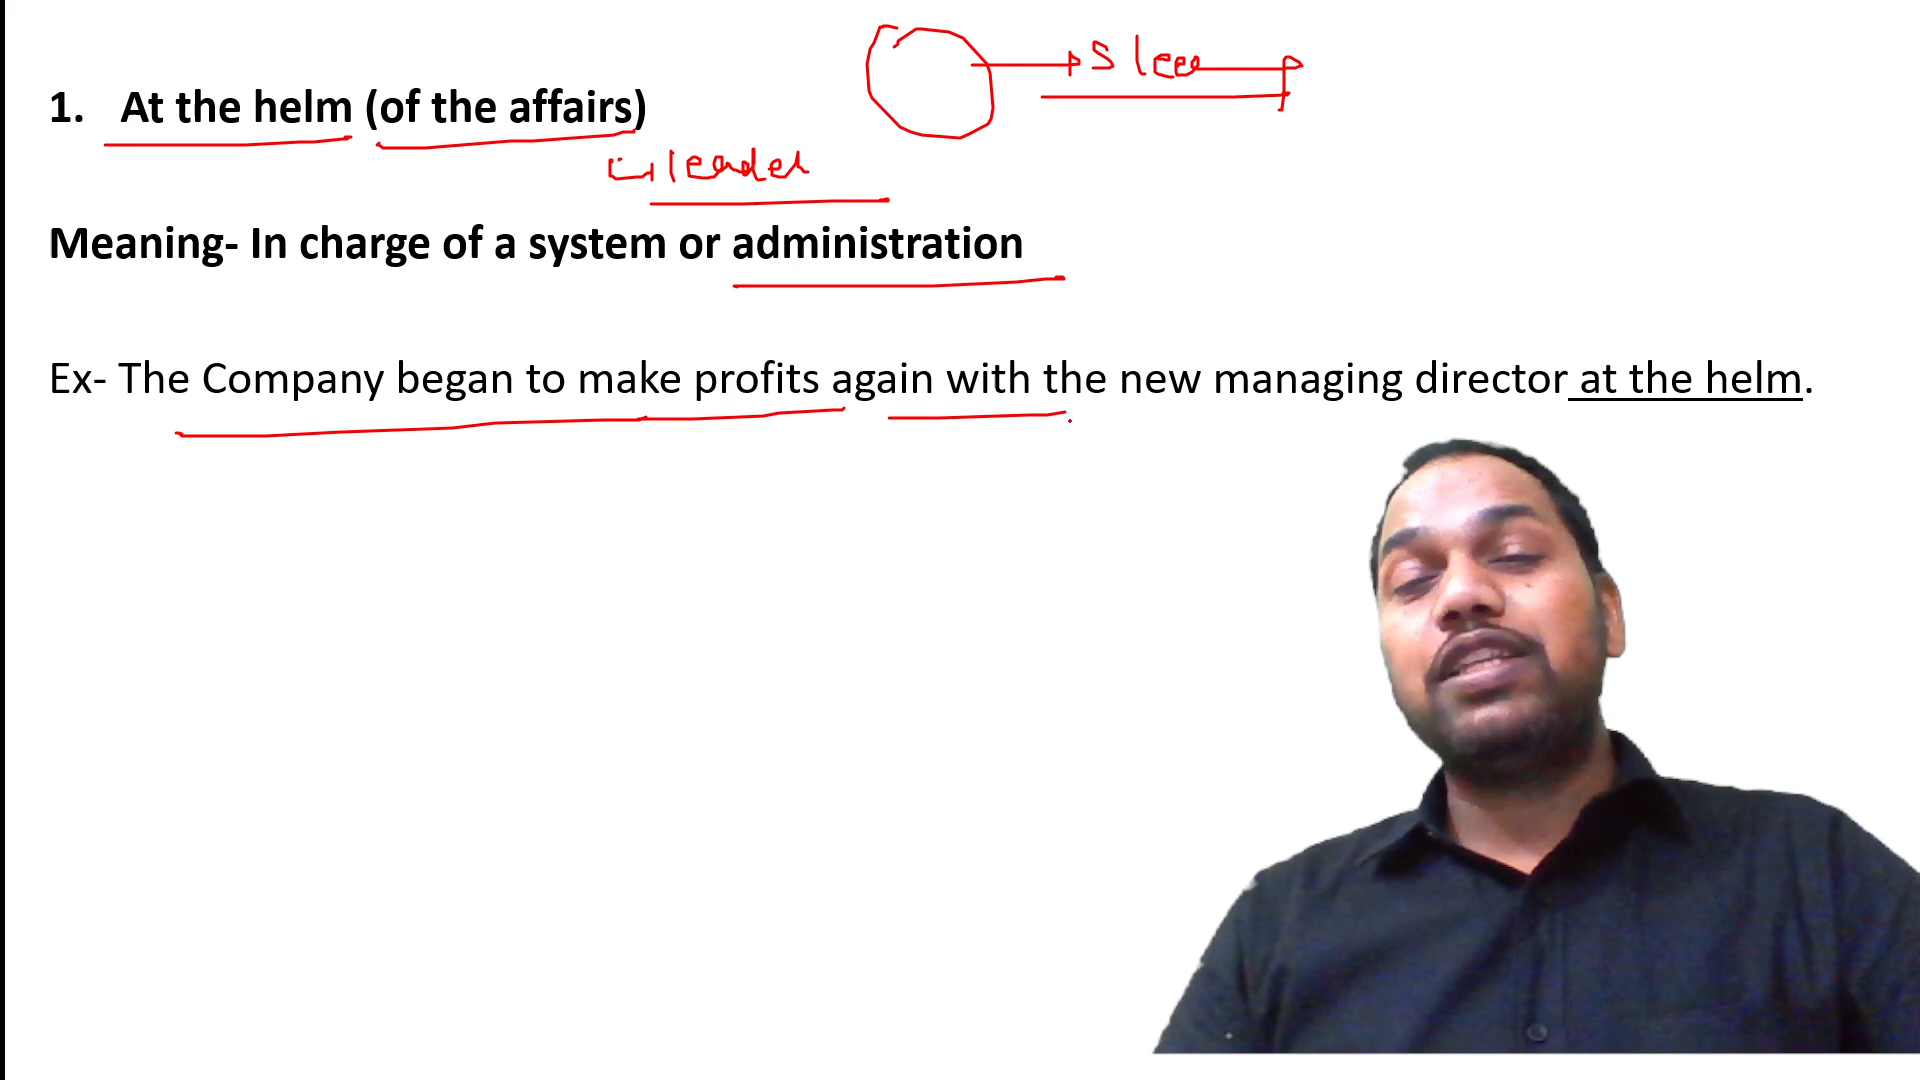 1. At the helm (of the affairs)
leader
Meaning- In charge of a system or administration
Ex- The Company began to make profits again with the new managing director at the helm.